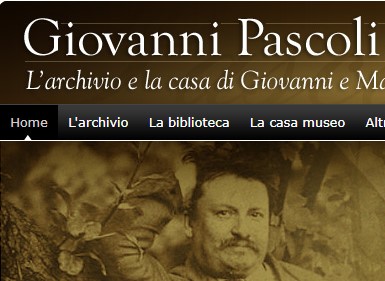 Giovanni Pascoli
L'archivio e la casa di Giovanni e Ma
Home L'archivio La biblioteca La casa museo Alt